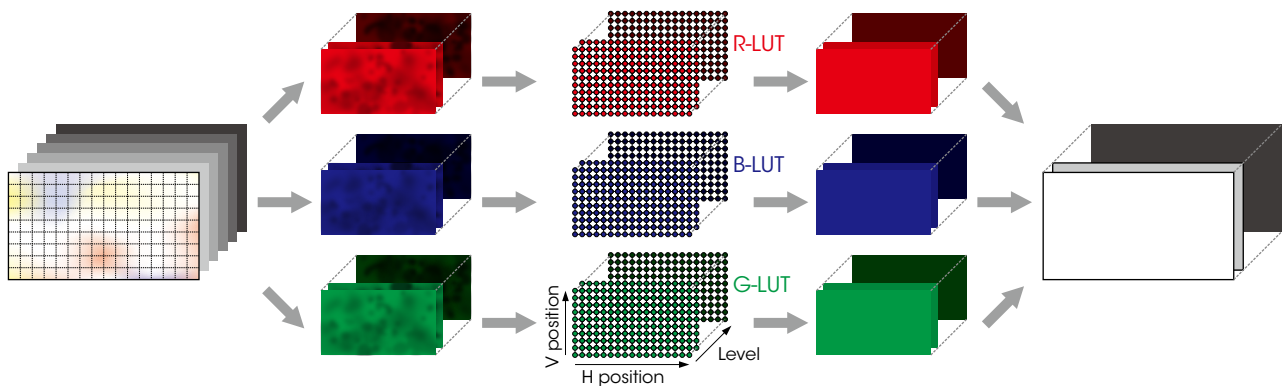 R-LUT
B-LUT
G-LUT
V position
Level
H position